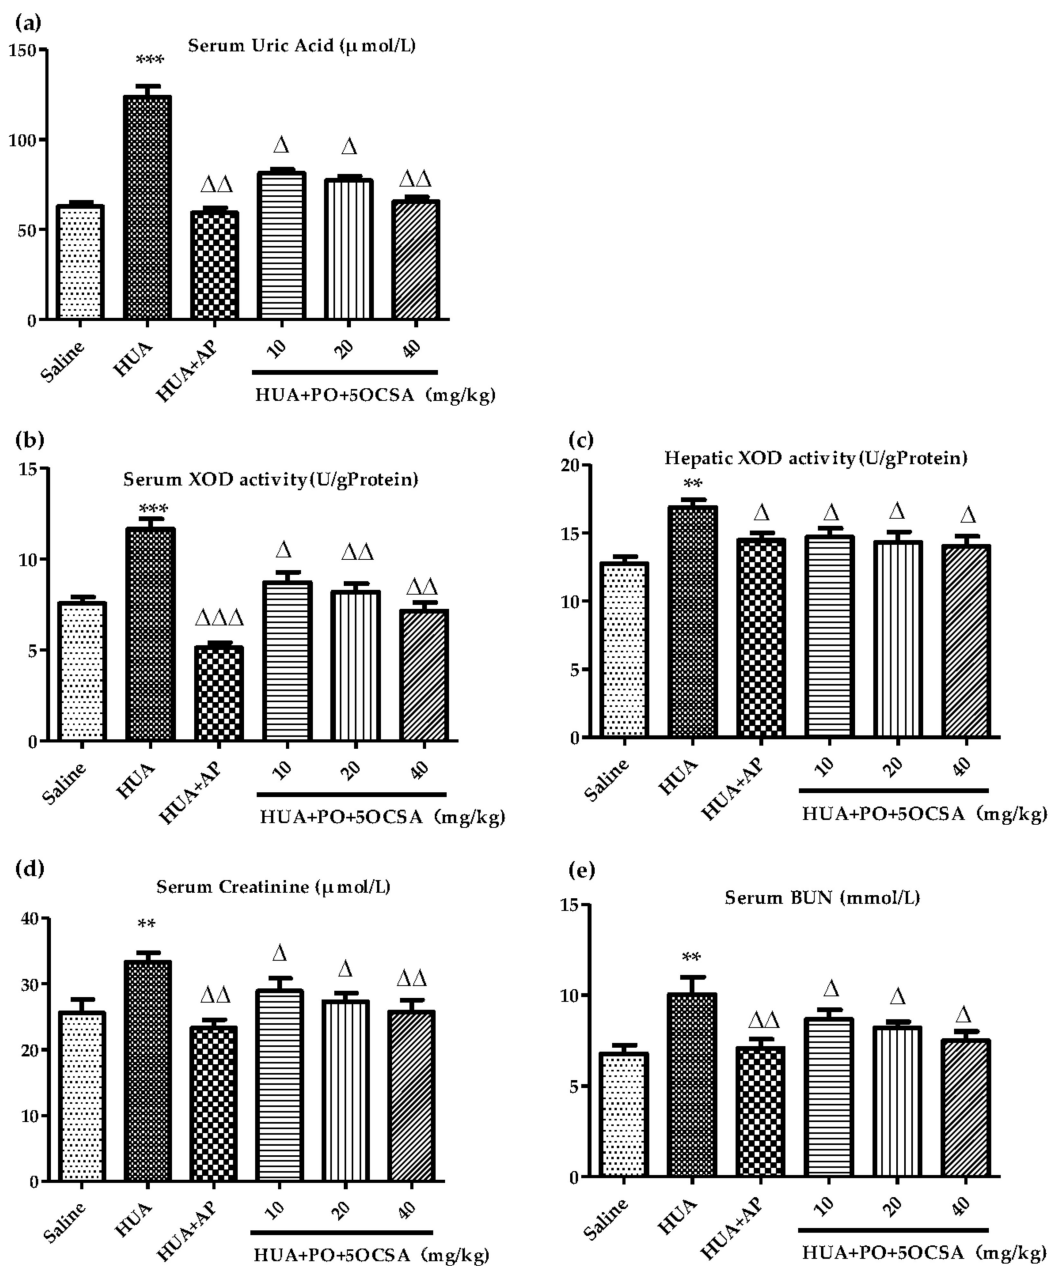 (a)
Serum Uric Acid (μ mol/L)
150
100
50
0
***
ΔΔ
Δ
Δ
ΔΔ
Saline
HUA
HUA+AP
10
20
40
HUA+PO+5OCSA (mg/kg)
(b)
Serum XOD activity(U/gProtein)
15
10
5
0
***
ΔΔΔ
Δ
ΔΔ
ΔΔ
Saline
HUA
HUA+AP
10
20
40
HUA+PO+5OCSA (mg/kg)
(c)
Hepatic XOD activity(U/gProtein)
20
15
10
5
0
**
Δ
Δ
Δ
Δ
Saline
HUA
HUA+AP
10
20
40
HUA+PO+5OCSA (mg/kg)
(d)
Serum Creatinine (μ mol/L)
40
30
20
10
0
**
ΔΔ
Δ
Δ
ΔΔ
Saline
HUA
HUA+AP
10
20
40
HUA+PO+5OCSA (mg/kg)
(e)
Serum BUN (mmol/L)
15
10
5
0
**
ΔΔ
Δ
Δ
Δ
Saline
HUA
HUA+AP
10
20
40
HUA+PO+5OCSA (mg/kg)